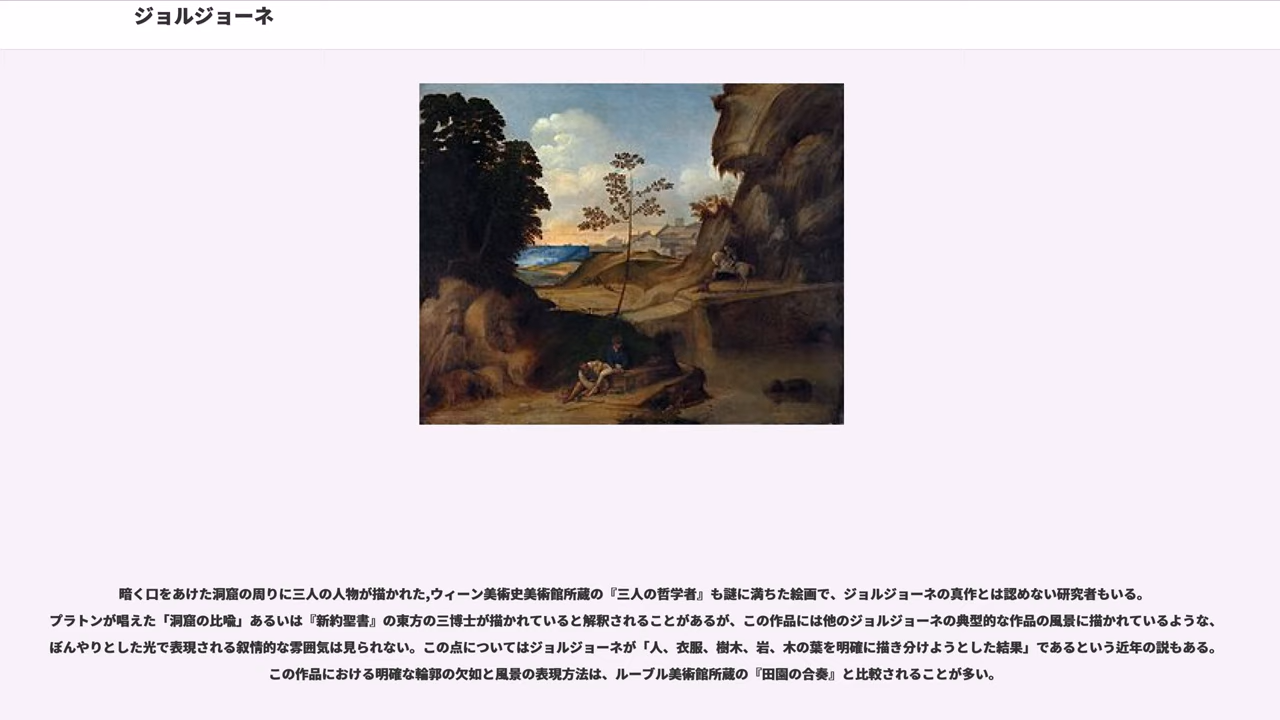 ジョルジョーネ
暗く口をあけた洞窟の周りに三人の人物が描かれた,ウィーン美術史美術館所蔵の『三人の哲学者』も謎に満ちた絵画で、ジョルジョーネの真作とは認めない研究者もいる。
プラトンが唱えた「洞窟の比喩」あるいは『新約聖書』の東方の三博士が描かれていると解釈されることがあるが、この作品には他のジョルジョーネの典型的な作品の風景に描かれているような、
ぼんやりとした光で表現される叙情的な雰囲気は見られない。この点についてはジョルジョーネが「人、衣服、樹木、岩、木の葉を明確に描き分けようとした結果」であるという近年の説もある。
この作品における明確な輪郭の欠如と風景の表現方法は、ルーブル美術館所蔵の『田園の合奏』と比較されることが多い。